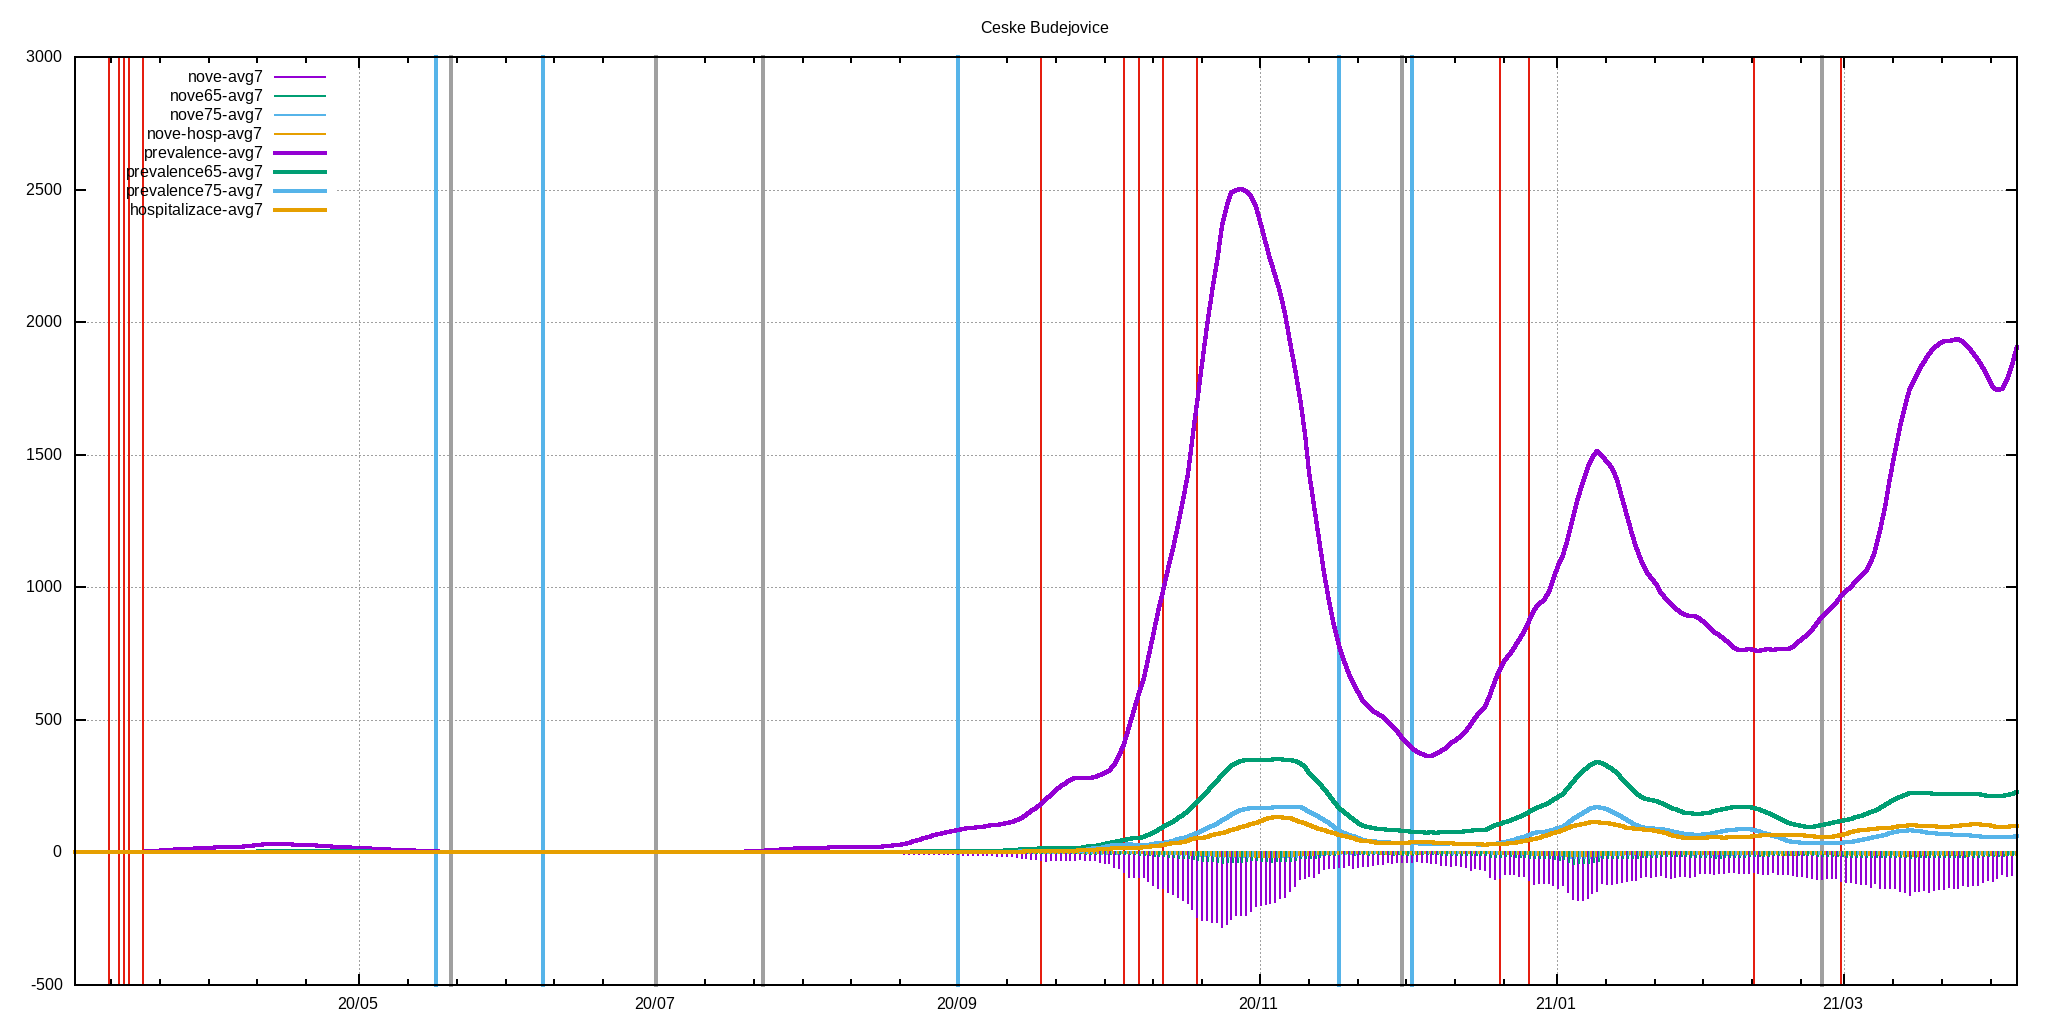 Ceske Budejovice
3000
2500
2000
1500
1000
500
0
-500
nove-avg7
nove65-avg7
nove75-avg7
nove-hosp-avg7
prevalence-avg7
prevalence65-avg7
prevalence75-avg7
hospitalizace-avg7
20/05
20/07
20/09
20/11
21/01
21/03